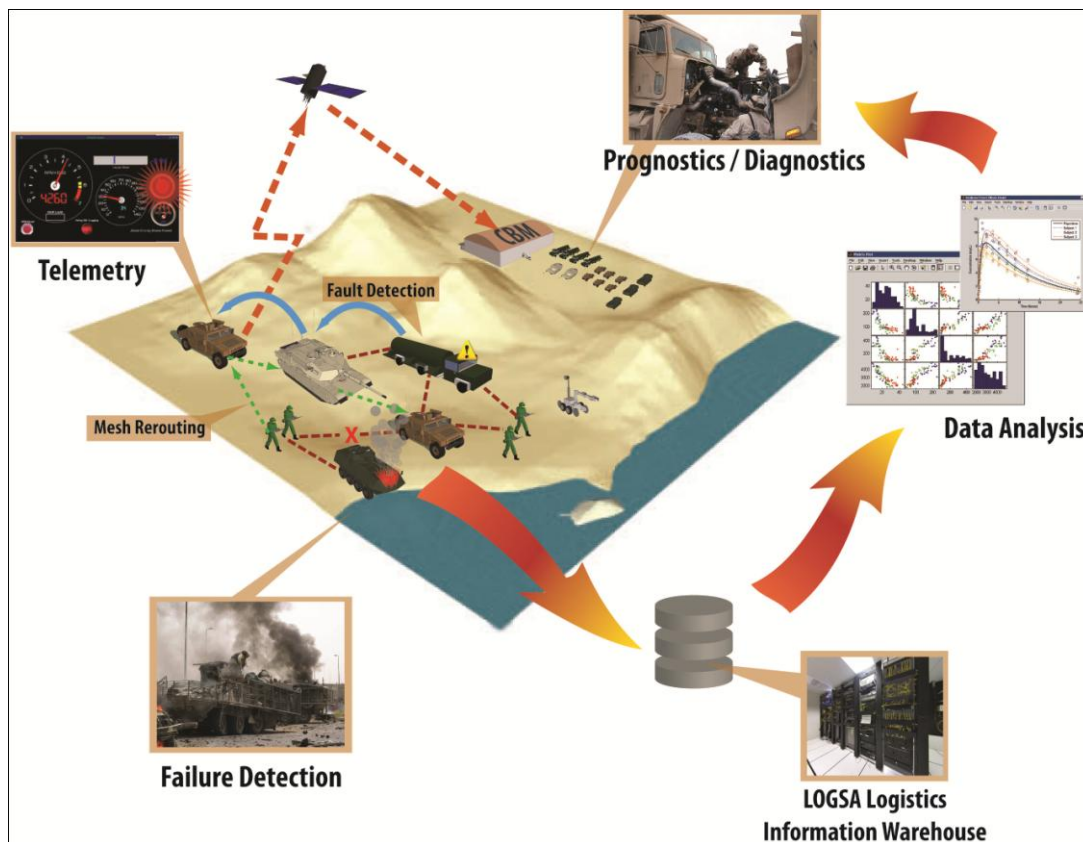 Prognostics / Diagnostics
CBM
4260
Telemetry
Fault Detection
Mesh Rerouting
X
Data Analysis
Failure Detection
LOGSA Logistics
Information Warehouse